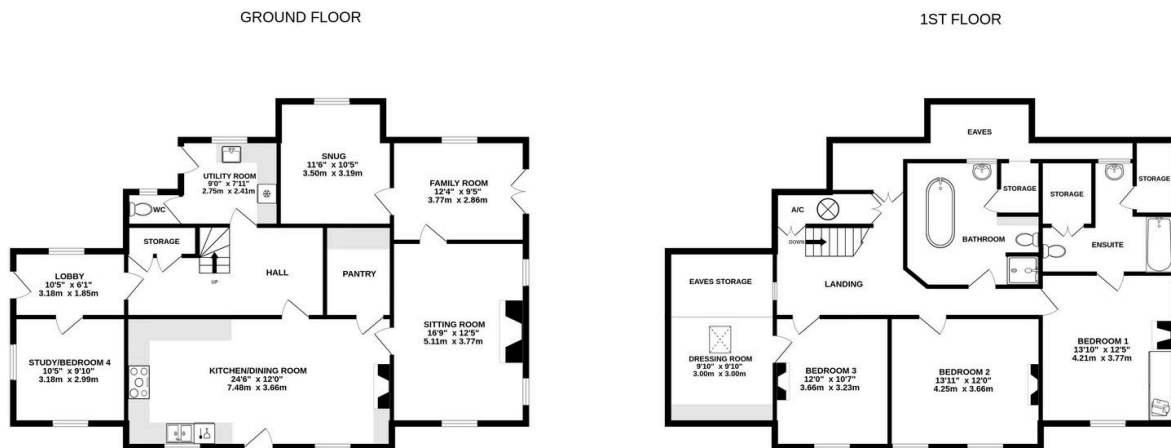 GROUND FLOOR
SNUG
11'6" x 10'5"
3.50m x 3.19m
UTILITY ROOM
9'0" x 7'11"
2.75m x 2.41m
FAMILY ROOM
12'4" x 9'5"
3.77m x 2.86m
WC
STORAGE
HALL
PANTRY
UP
LOBBY
10'5" x 6'1"
3.18m x 1.85m
SITTING ROOM
16'9" x 12'5"
5.11m x 3.77m
STUDY/BEDROOM 4
10'5" x 9'10"
3.18m x 2.99m
KITCHEN/DINING ROOM
24'6" x 12'0"
7.48m x 3.66m
1ST FLOOR
EAVES
STORAGE
STORAGE
STORAGE
A/C
DOWN
BATHROOM
ENSUITE
EAVES STORAGE
LANDING
DRESSING ROOM
9'10" x 9'10"
3.00m x 3.00m
BEDROOM 3
12'0" x 10'7"
3.66m x 3.23m
BEDROOM 2
13'11" x 12'0"
4.25m x 3.66m
BEDROOM 1
13'10" x 12'5"
4.21m x 3.77m